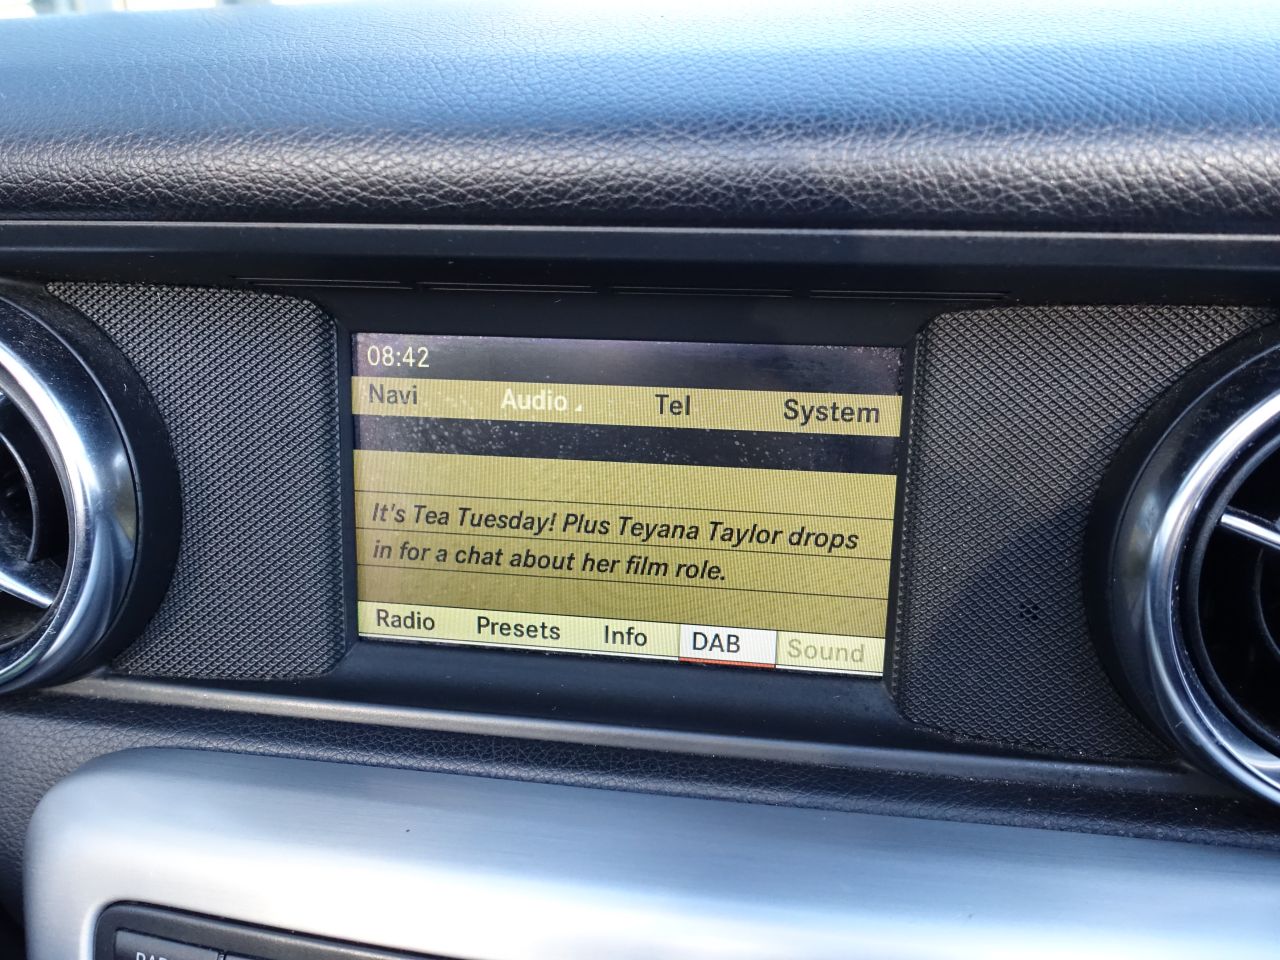 08:42
Navi Audio Tel System
It's Tea Tuesday! Plus Teyana Taylor drops
in for a chat about her film role.
Radio Presets Info DAB Sound